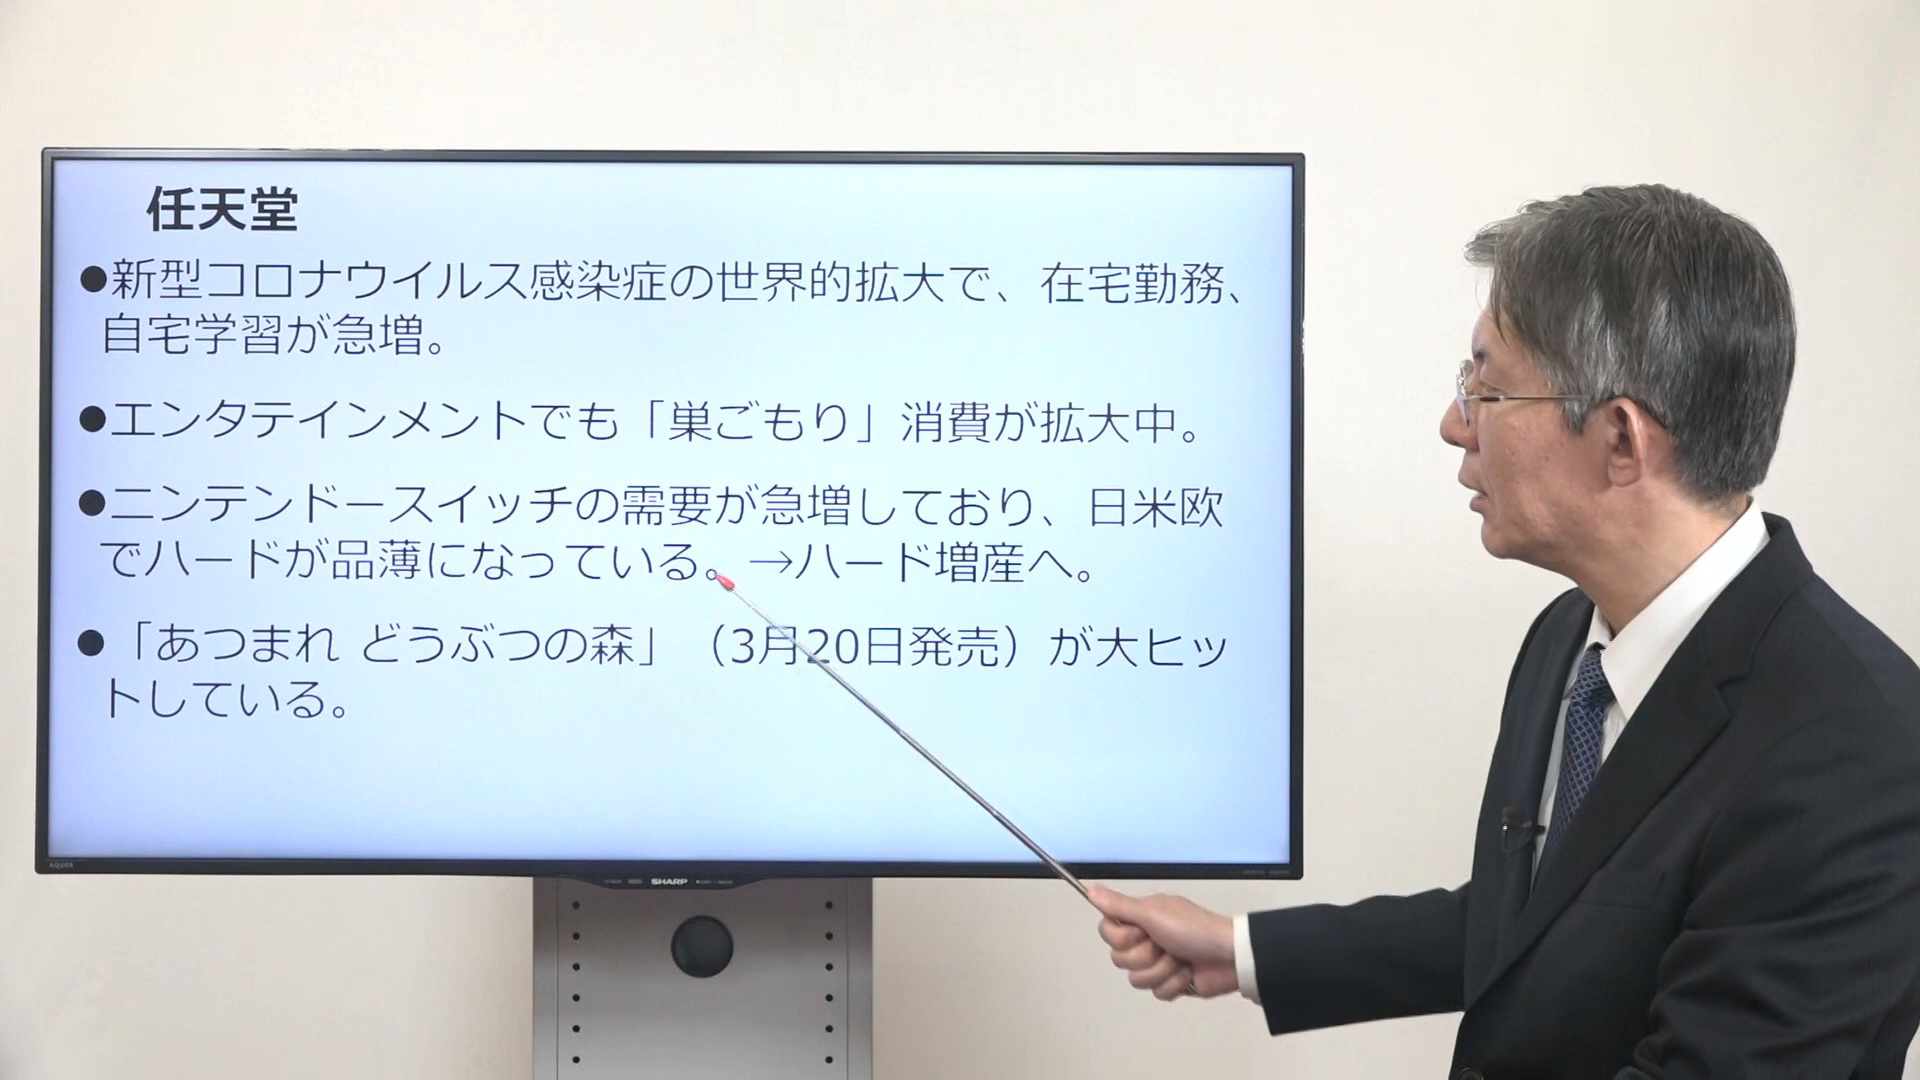 任天堂
●新型コロナウイルス感染症の世界的拡大で、在宅勤務、
自宅学習が急増。
●エンタテインメントでも「巣ごもり」消費が拡大中。
●ニンテンドースイッチの需要が急増しており、日米欧
でハードが品薄になっている。→ハード増産へ。
●「あつまれ どうぶつの森」（3月20日発売）が大ヒッ
トしている。
AQUOS
SHARP